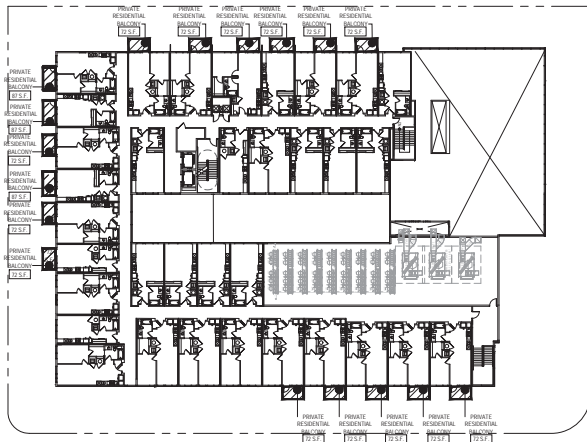 PRIVATE
RESIDENTIAL
BALCONY
72 S.F.
PRIVATE
RESIDENTIAL
BALCONY
72 S.F.
PRIVATE
RESIDENTIAL
BALCONY
72 S.F.
PRIVATE
RESIDENTIAL
BALCONY
72 S.F.
PRIVATE
RESIDENTIAL
BALCONY
72 S.F.
PRIVATE
RESIDENTIAL
BALCONY
72 S.F.
PRIVATE
RESIDENTIAL
BALCONY
87 S.F.
PRIVATE
RESIDENTIAL
BALCONY
87 S.F.
PRIVATE
RESIDENTIAL
BALCONY
72 S.F.
PRIVATE
RESIDENTIAL
BALCONY
87 S.F.
PRIVATE
RESIDENTIAL
BALCONY
72 S.F.
PRIVATE
RESIDENTIAL
BALCONY
72 S.F.
PRIVATE
RESIDENTIAL
BALCONY
72 S.F.
PRIVATE
RESIDENTIAL
BALCONY
72 S.F.
PRIVATE
RESIDENTIAL
BALCONY
72 S.F.
PRIVATE
RESIDENTIAL
BALCONY
72 S.F.
PRIVATE
RESIDENTIAL
BALCONY
72 S.F.